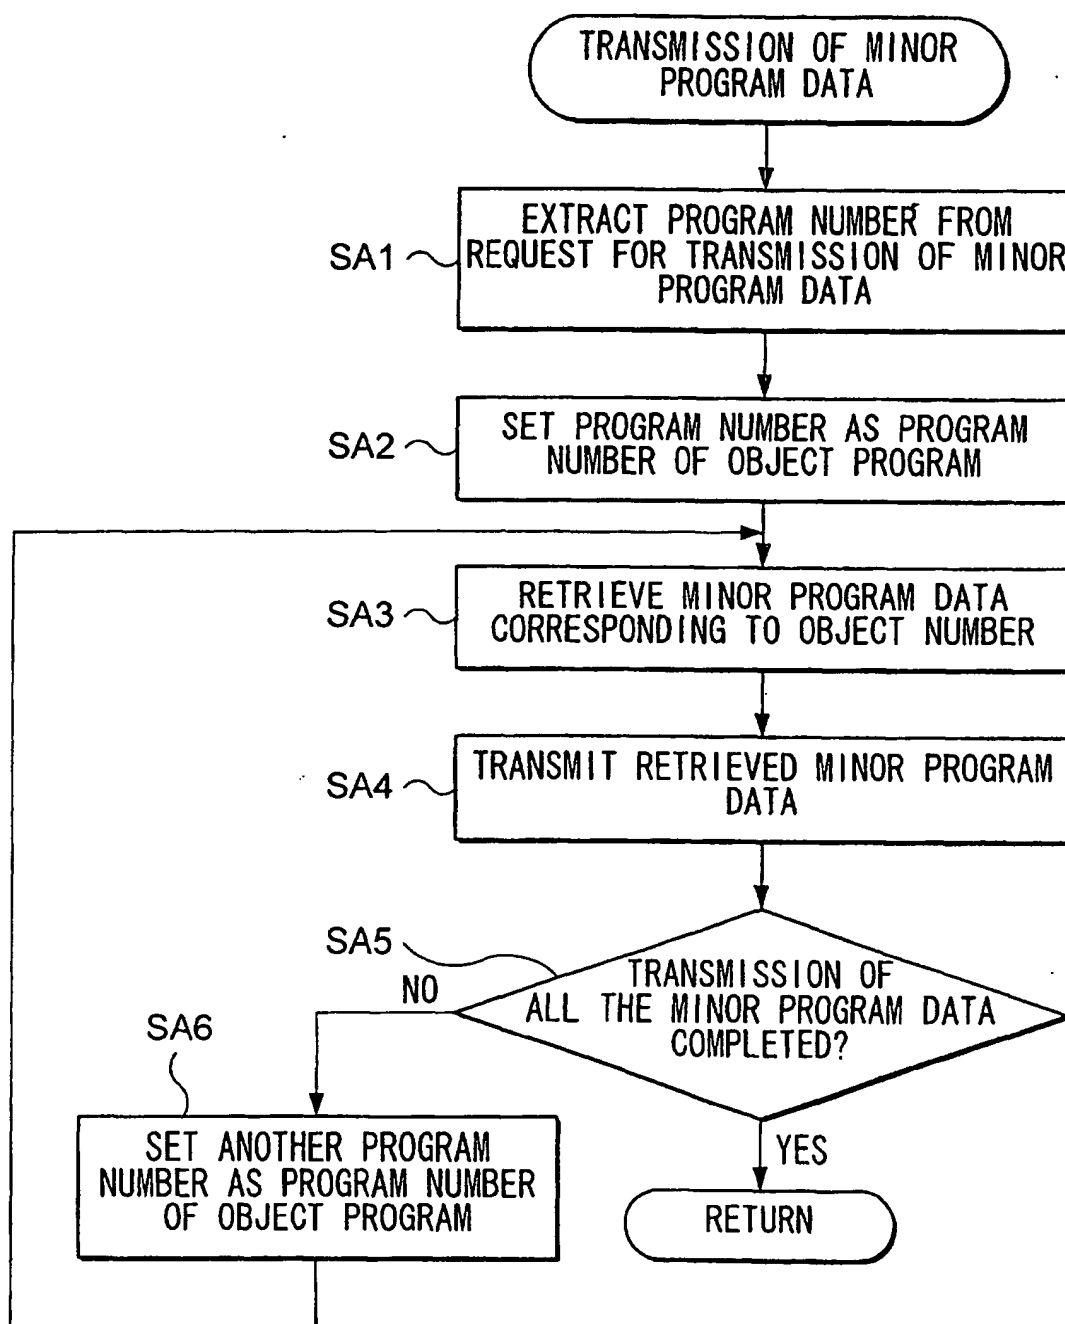 TRANSMISSION OF MINOR
PROGRAM DATA
SA1
EXTRACT PROGRAM NUMBER FROM
REQUEST FOR TRANSMISSION OF MINOR
PROGRAM DATA
SA2
SET PROGRAM NUMBER AS PROGRAM
NUMBER OF OBJECT PROGRAM
SA3
RETRIEVE MINOR PROGRAM DATA
CORRESPONDING TO OBJECT NUMBER
SA4
TRANSMIT RETRIEVED MINOR PROGRAM
DATA
SA5
TRANSMISSION OF
ALL THE MINOR PROGRAM DATA
COMPLETED?
NO
SA6
SET ANOTHER PROGRAM
NUMBER AS PROGRAM NUMBER
OF OBJECT PROGRAM
YES
RETURN